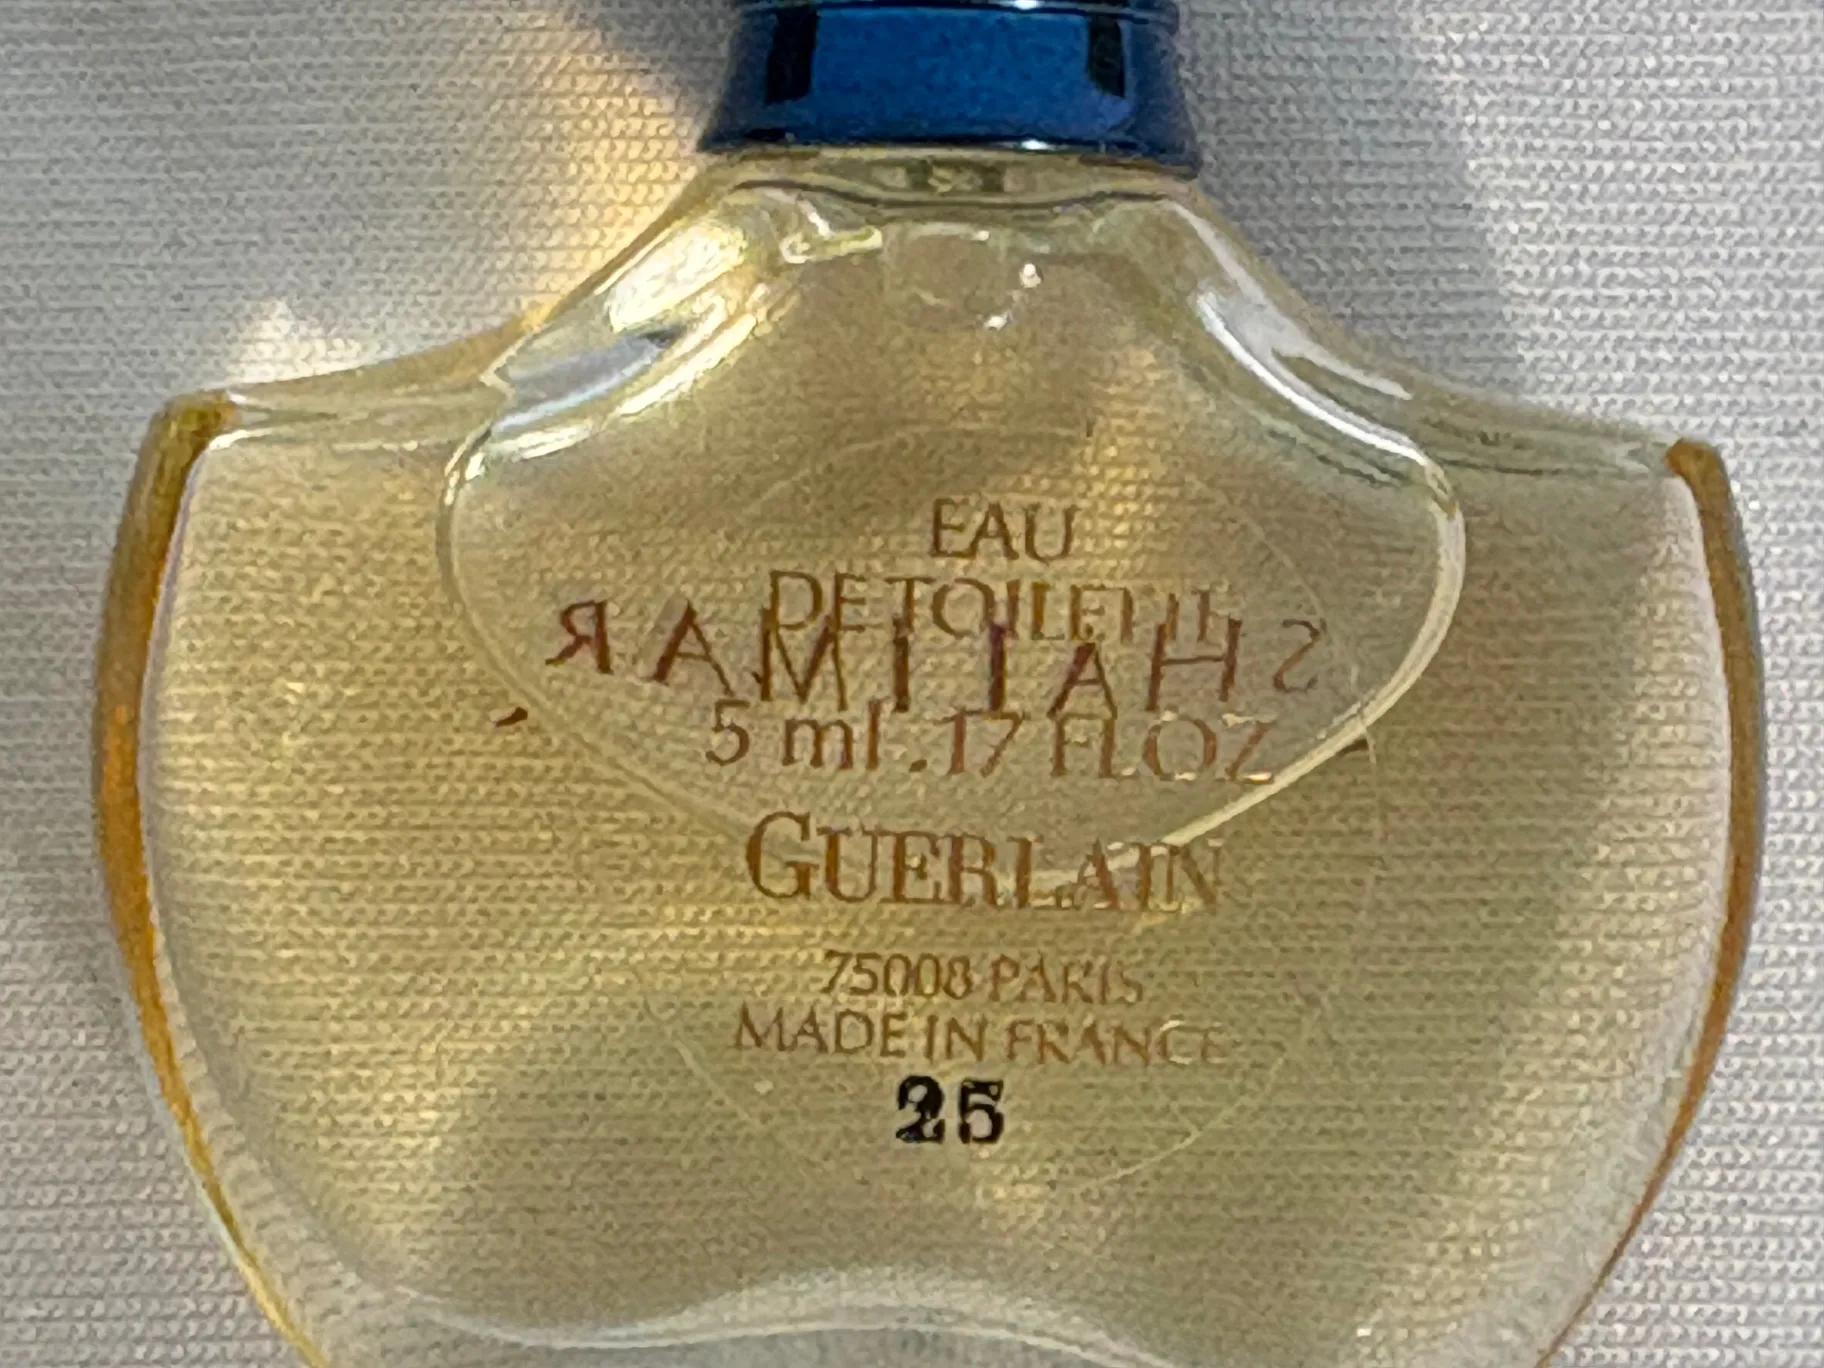 EAU
DE TOILETTE
SHALIMAR
5 ml .17 FL OZ
GUERLAIN
75008 PARIS
MADE IN FRANCE
25